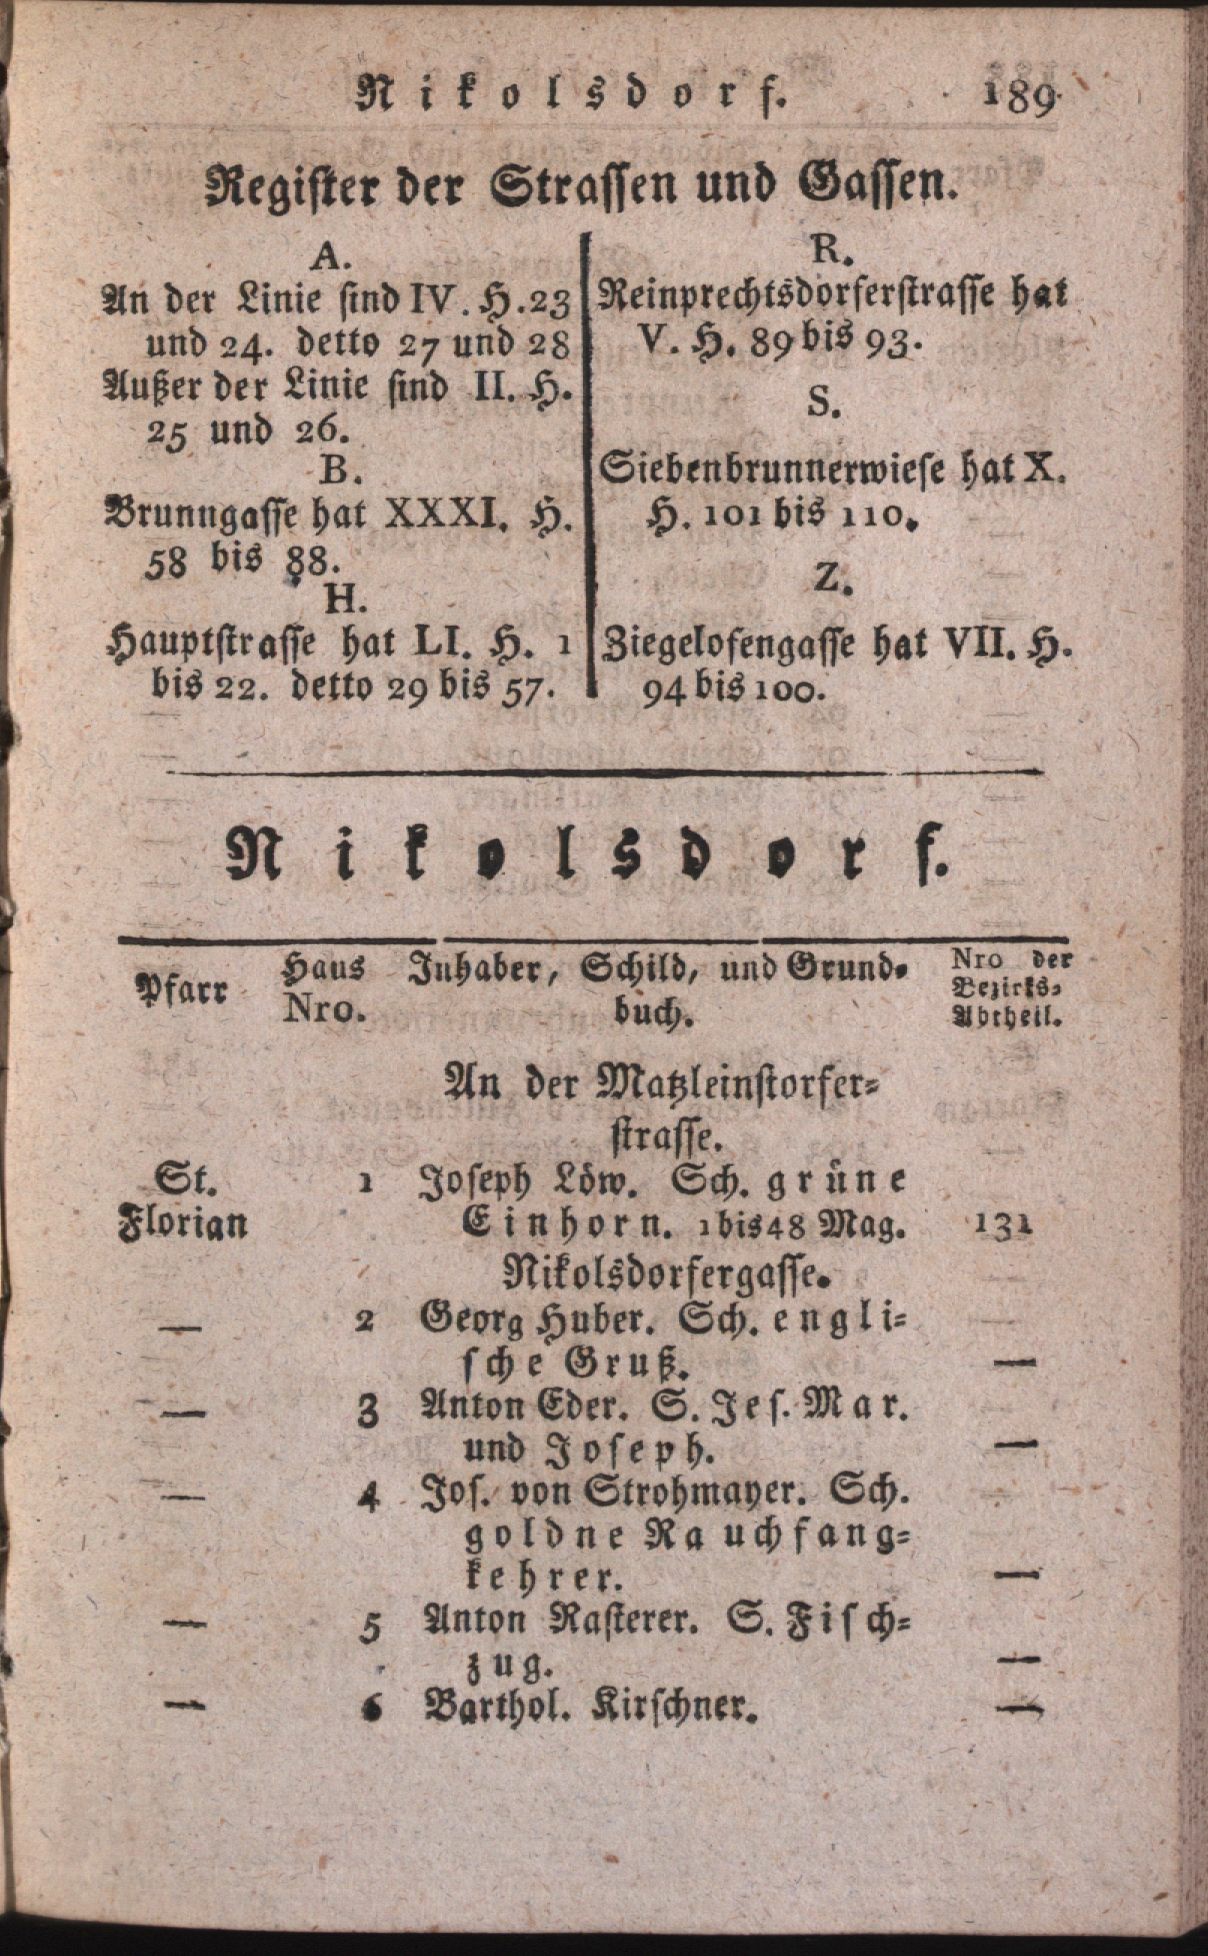 Nikolsdorf. 189
Register der Strassen und Gassen.
A.
An der Linie sind IV. H. 23
und 24. detto 27 und 28
Außer der Linie sind II. H.
25 und 26.
B.
Brunngasse hat XXXI. H.
58 bis 88.
H.
Hauptstrasse hat LI. H. 1
bis 22. detto 29 bis 57.
R.
Reinprechtsdorferstrasse hat
V. H. 89 bis 93.
S.
Siebenbrunnerwiese hat X.
H. 101 bis 110.
Z.
Ziegelofengasse hat VII. H.
94 bis 100.
Nikolsdorf.
Pfarr
Haus
Nro.
Inhaber, Schild, und Grund-
buch.
Nro der
Bezirks-
Abtheil.
An der Matzleinstorfer-
strasse.
St. 1 Joseph Löw. Sch. grüne
Florian Einhorn. 1 bis 48 Mag. 131
Nikolsdorfergasse.
— 2 Georg Huber. Sch. engli-
sche Gruß. —
— 3 Anton Eder. S. Jes. Mar.
und Joseph. —
— 4 Jos. von Strohmayer. Sch.
goldne Rauchfang-
kehrer. —
— 5 Anton Rasterer. S. Fisch-
zug. —
— 6 Barthol. Kirschner. —